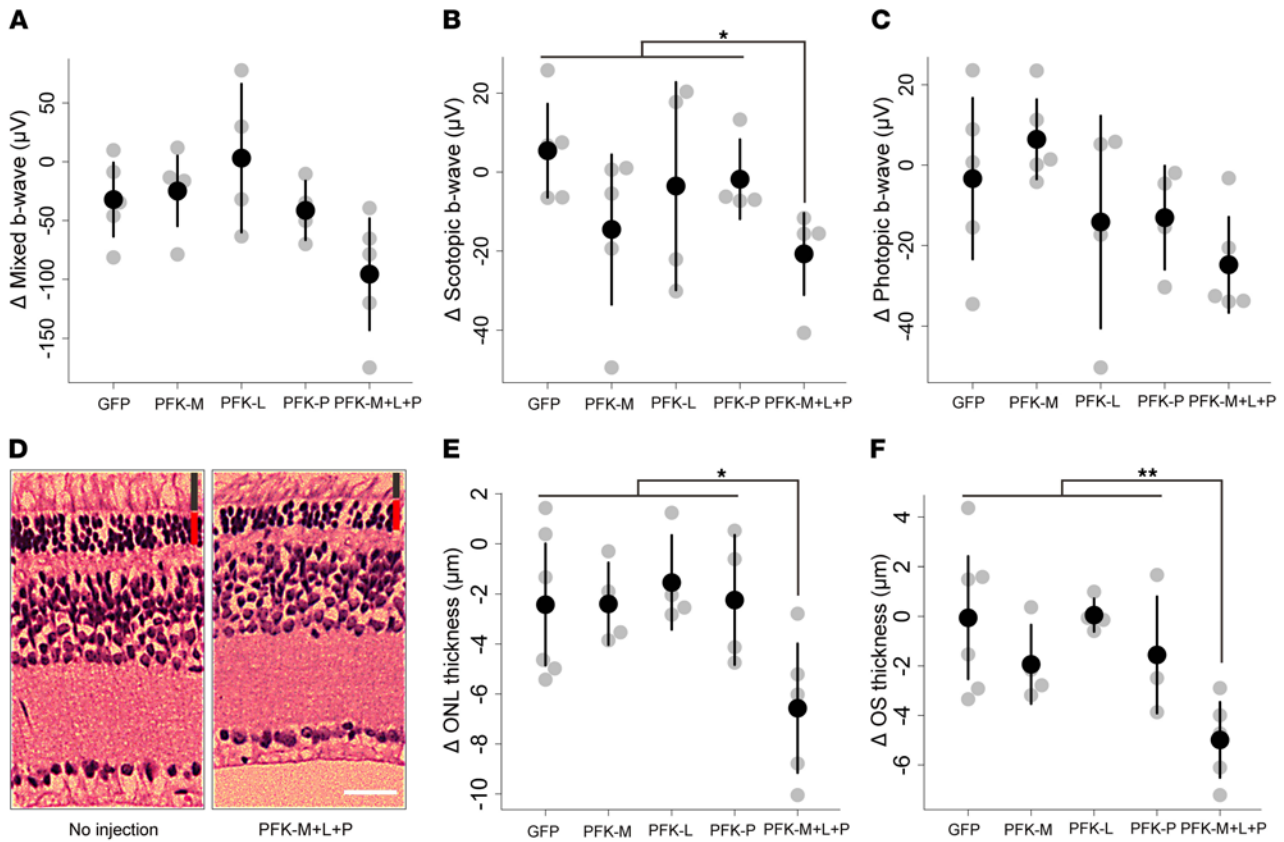 A
Δ Mixed b-wave (µV)
50
0
-50
-100
-150
GFP PFK-M PFK-L PFK-P PFK-M+L+P
B
*
Δ Scotopic b-wave (µV)
20
0
-20
-40
GFP PFK-M PFK-L PFK-P PFK-M+L+P
C
Δ Photopic b-wave (µV)
20
0
-20
-40
GFP PFK-M PFK-L PFK-P PFK-M+L+P
D
No injection PFK-M+L+P
E
*
Δ ONL thickness (µm)
2
0
-2
-4
-6
-8
-10
GFP PFK-M PFK-L PFK-P PFK-M+L+P
F
**
Δ OS thickness (µm)
4
2
0
-2
-4
-6
GFP PFK-M PFK-L PFK-P PFK-M+L+P